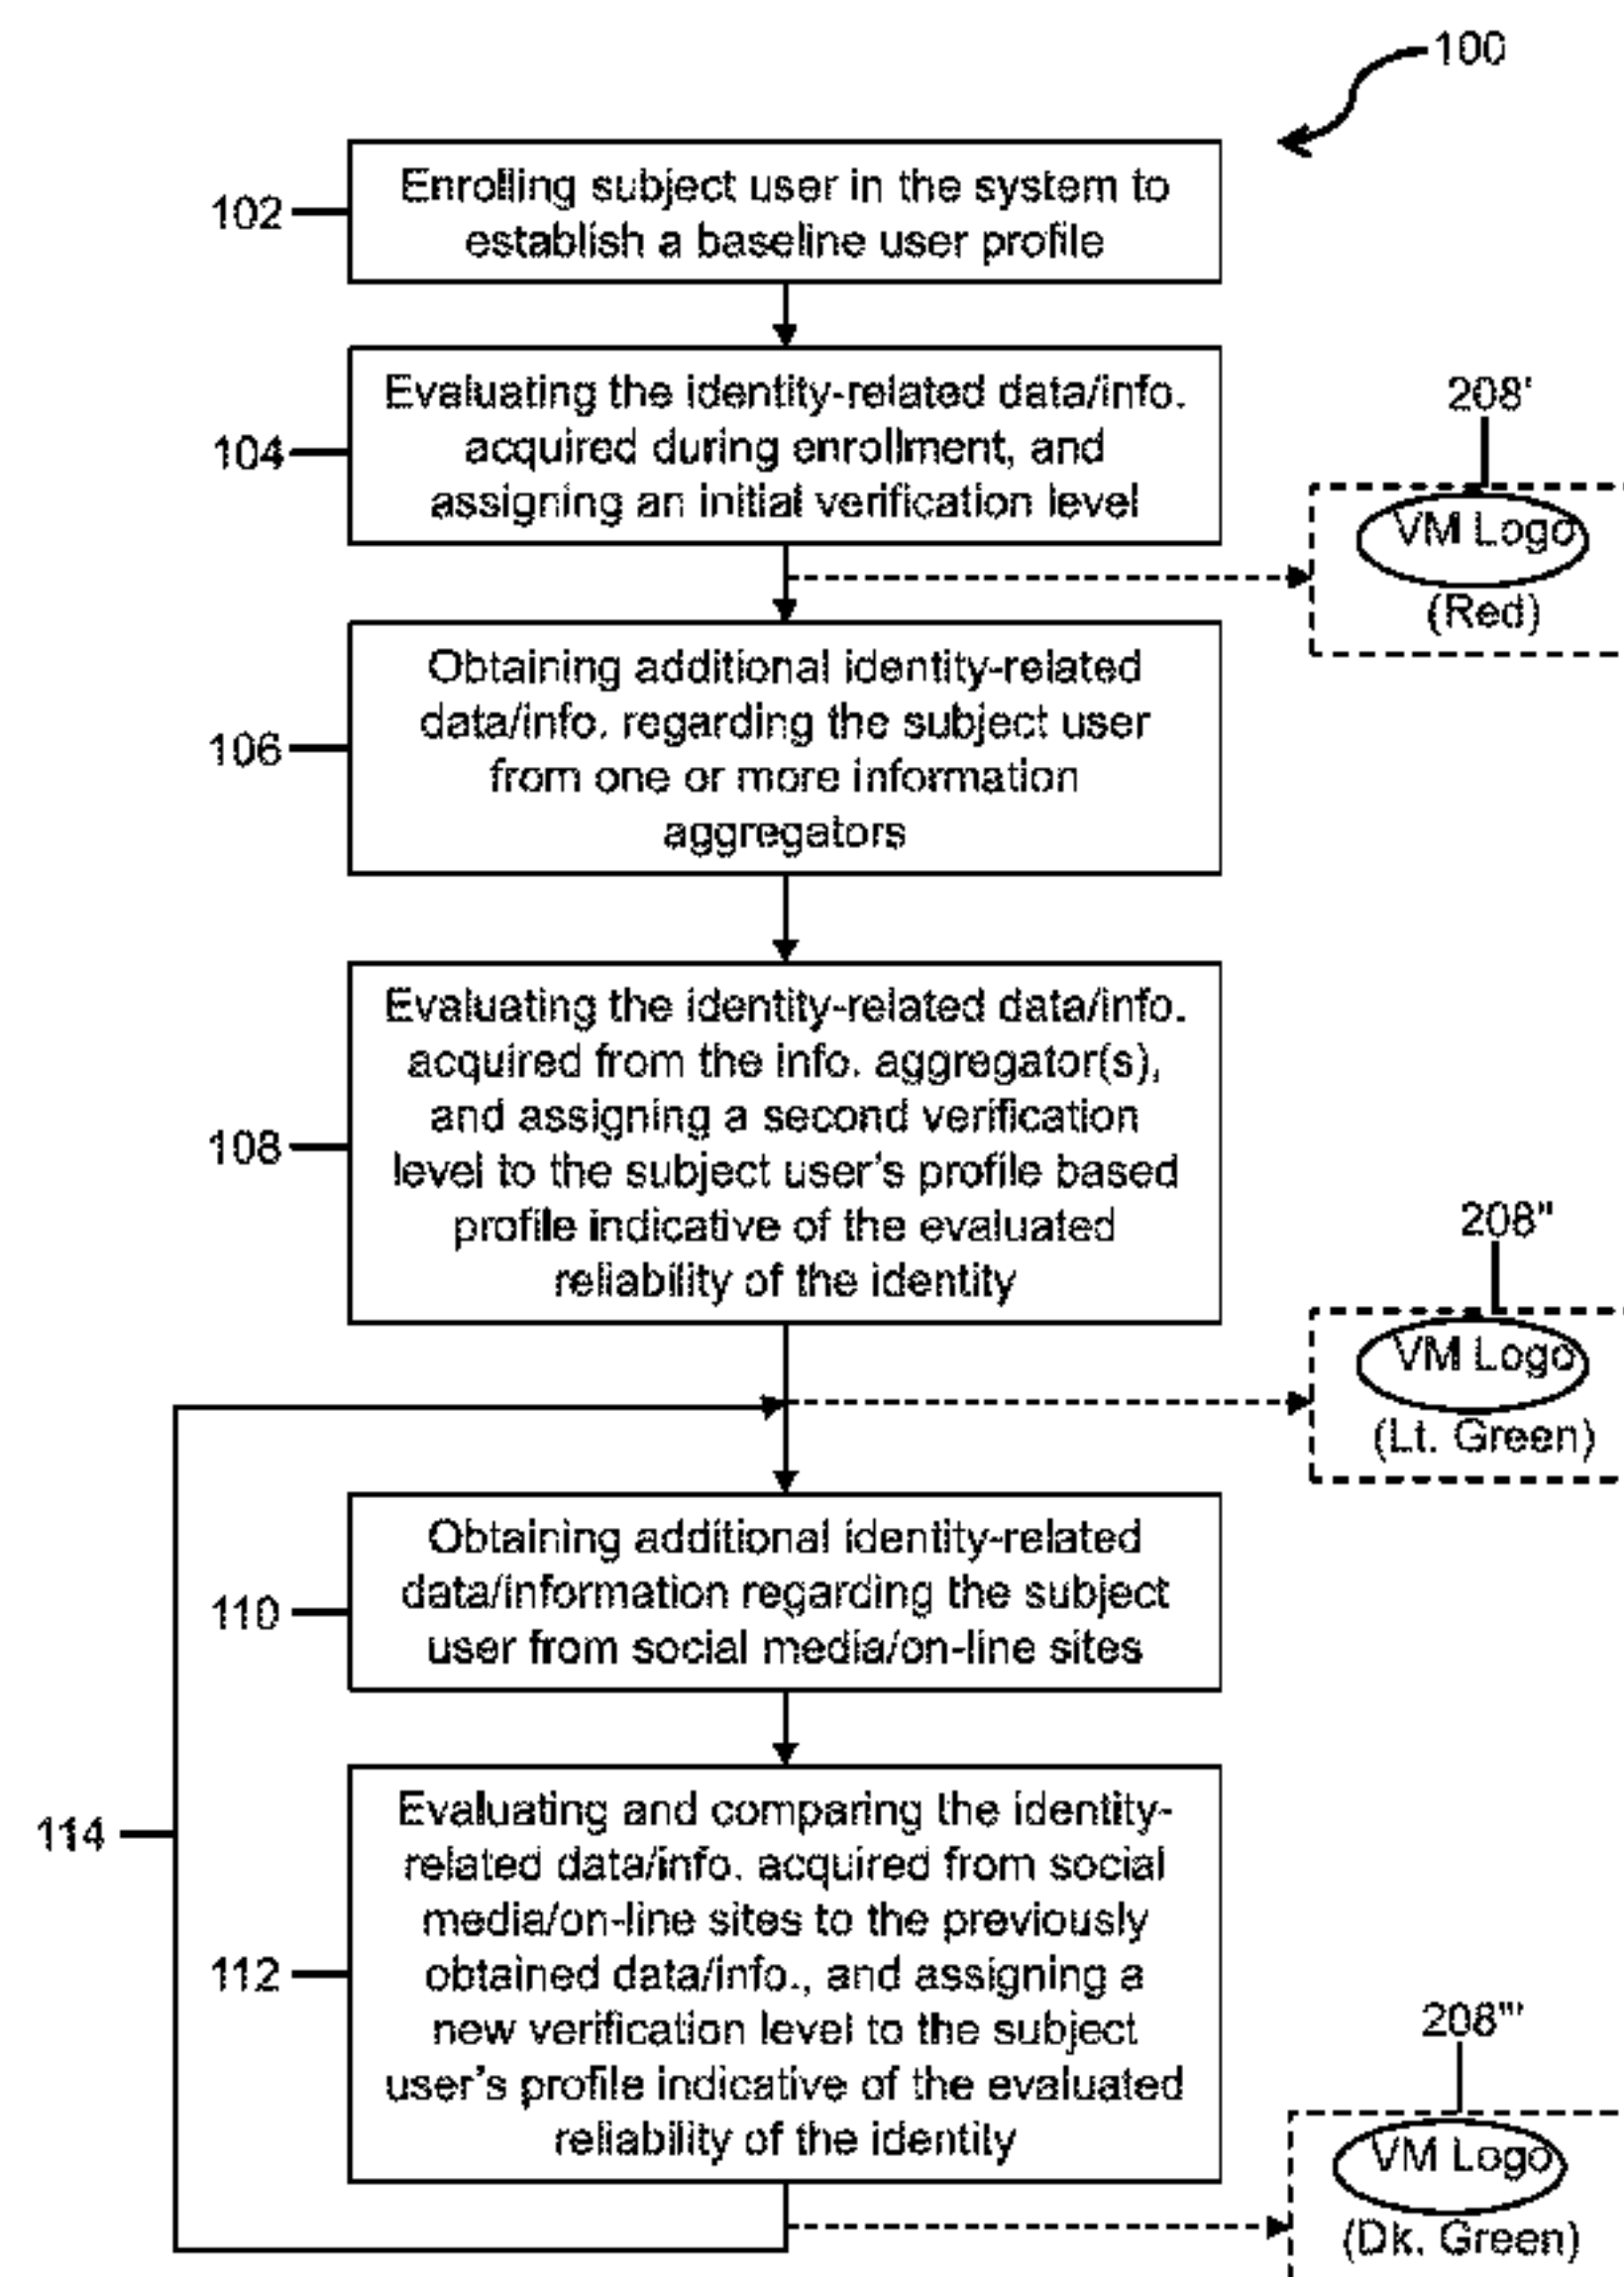 100
102
Enrolling subject user in the system to
establish a baseline user profile
104
Evaluating the identity-related data/info.
acquired during enrollment, and
assigning an initial verification level
208'
VM Logo
(Red)
106
Obtaining additional identity-related
data/info. regarding the subject user
from one or more information
aggregators
108
Evaluating the identity-related data/info.
acquired from the info. aggregator(s),
and assigning a second verification
level to the subject user's profile based
profile indicative of the evaluated
reliability of the identity
208"
VM Logo
(Lt. Green)
110
Obtaining additional identity-related
data/information regarding the subject
user from social media/on-line sites
114
112
Evaluating and comparing the identity-
related data/info. acquired from social
media/on-line sites to the previously
obtained data/info., and assigning a
new verification level to the subject
user's profile indicative of the evaluated
reliability of the identity
208"'
VM Logo
(Dk. Green)